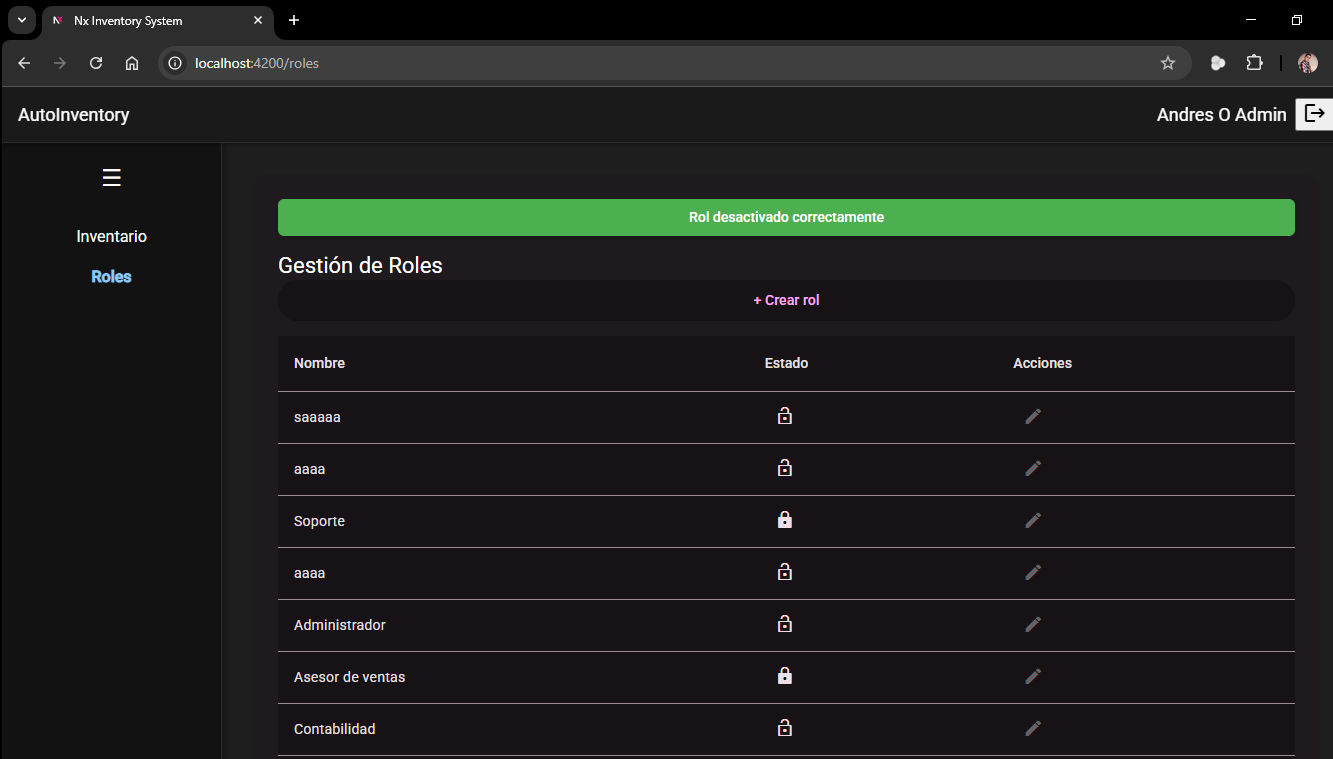 Nx Inventory System
localhost:4200/roles
AutoInventory
Andres O Admin
Inventario
Roles
Rol desactivado correctamente
Gestión de Roles
+ Crear rol
Nombre Estado Acciones
saaaaa
aaaa
Soporte
aaaa
Administrador
Asesor de ventas
Contabilidad